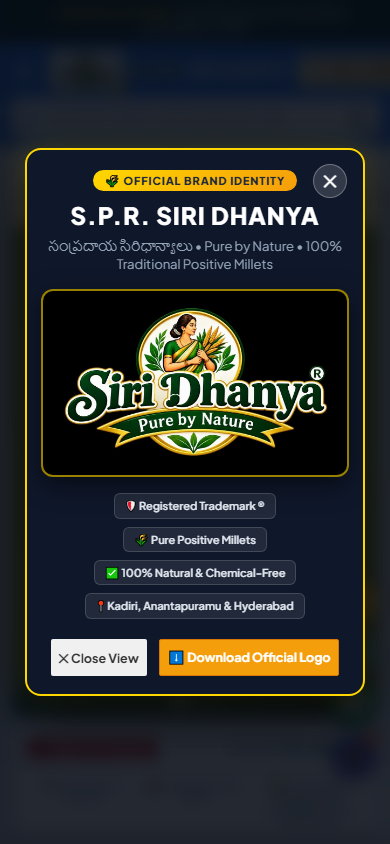 OFFICIAL BRAND IDENTITY
S.P.R. SIRI DHANYA
సంప్రదాయ సిరిధాన్యాలు • Pure by Nature • 100%
Traditional Positive Millets
Siri Dhanya®
Pure by Nature
Registered Trademark ®
Pure Positive Millets
100% Natural & Chemical-Free
Kadiri, Anantapuramu & Hyderabad
Close View
Download Official Logo